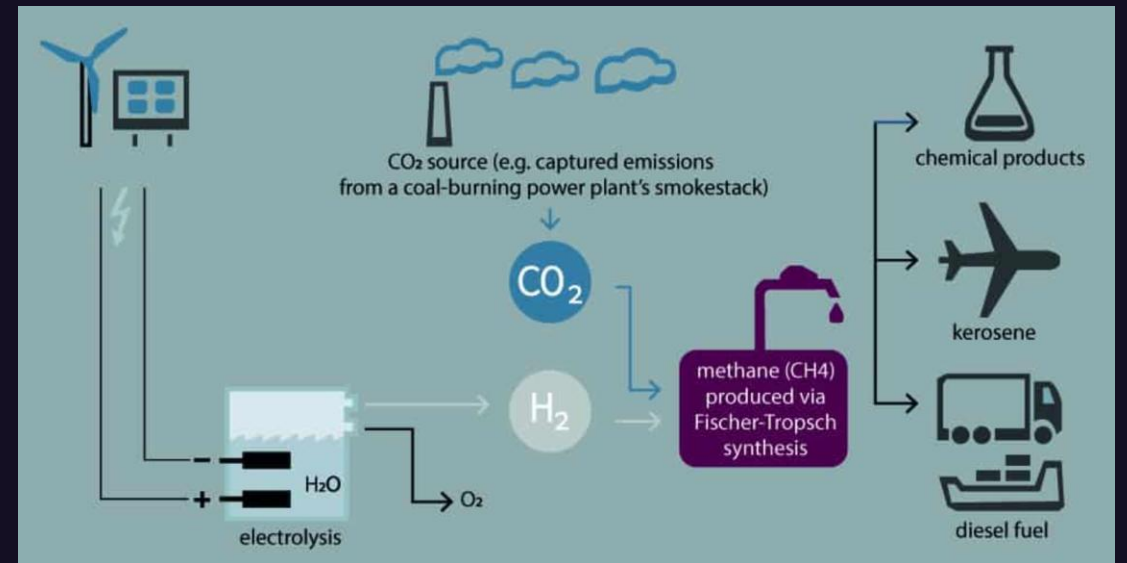 CO₂ source (e.g. captured emissions
from a coal-burning power plant's smokestack)
CO₂
H₂
methane (CH4)
produced via
Fischer-Tropsch
synthesis
chemical products
kerosene
diesel fuel
−
+
H₂O
O₂
electrolysis